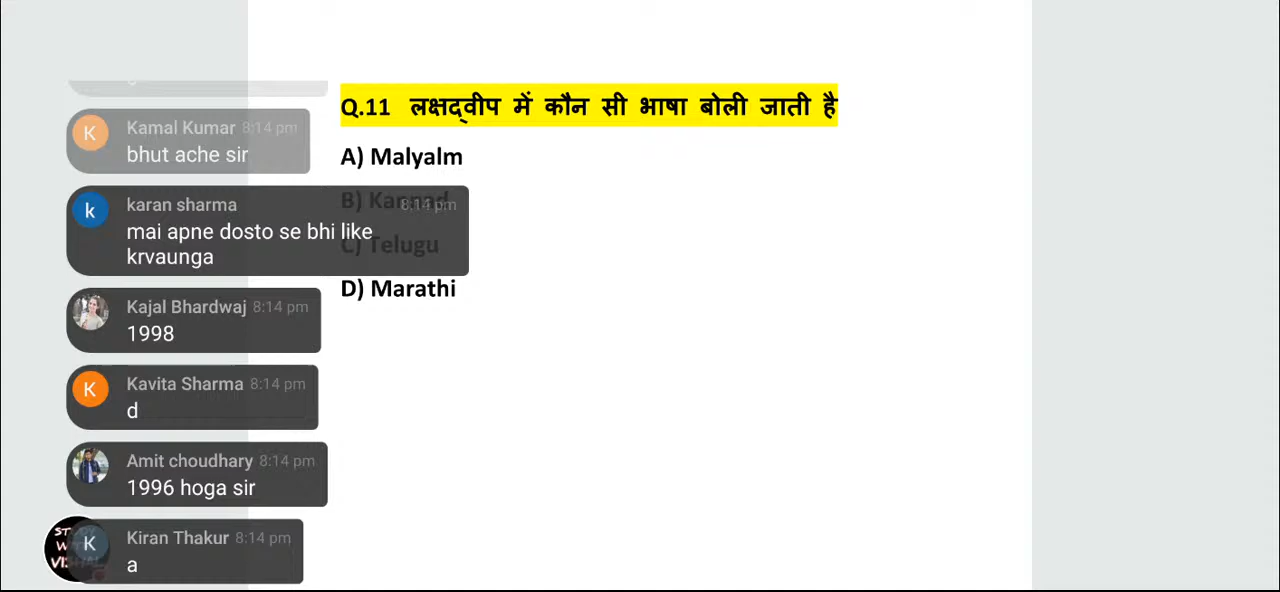 Q.11 लक्षद्वीप में कौन सी भाषा बोली जाती है
A) Malyalm
B) Kannad
C) Telugu
D) Marathi
Kamal Kumar 8:14 pm
bhut ache sir
karan sharma 8:14 pm
mai apne dosto se bhi like
krvaunga
Kajal Bhardwaj 8:14 pm
1998
Kavita Sharma 8:14 pm
d
Amit choudhary 8:14 pm
1996 hoga sir
Kiran Thakur 8:14 pm
a